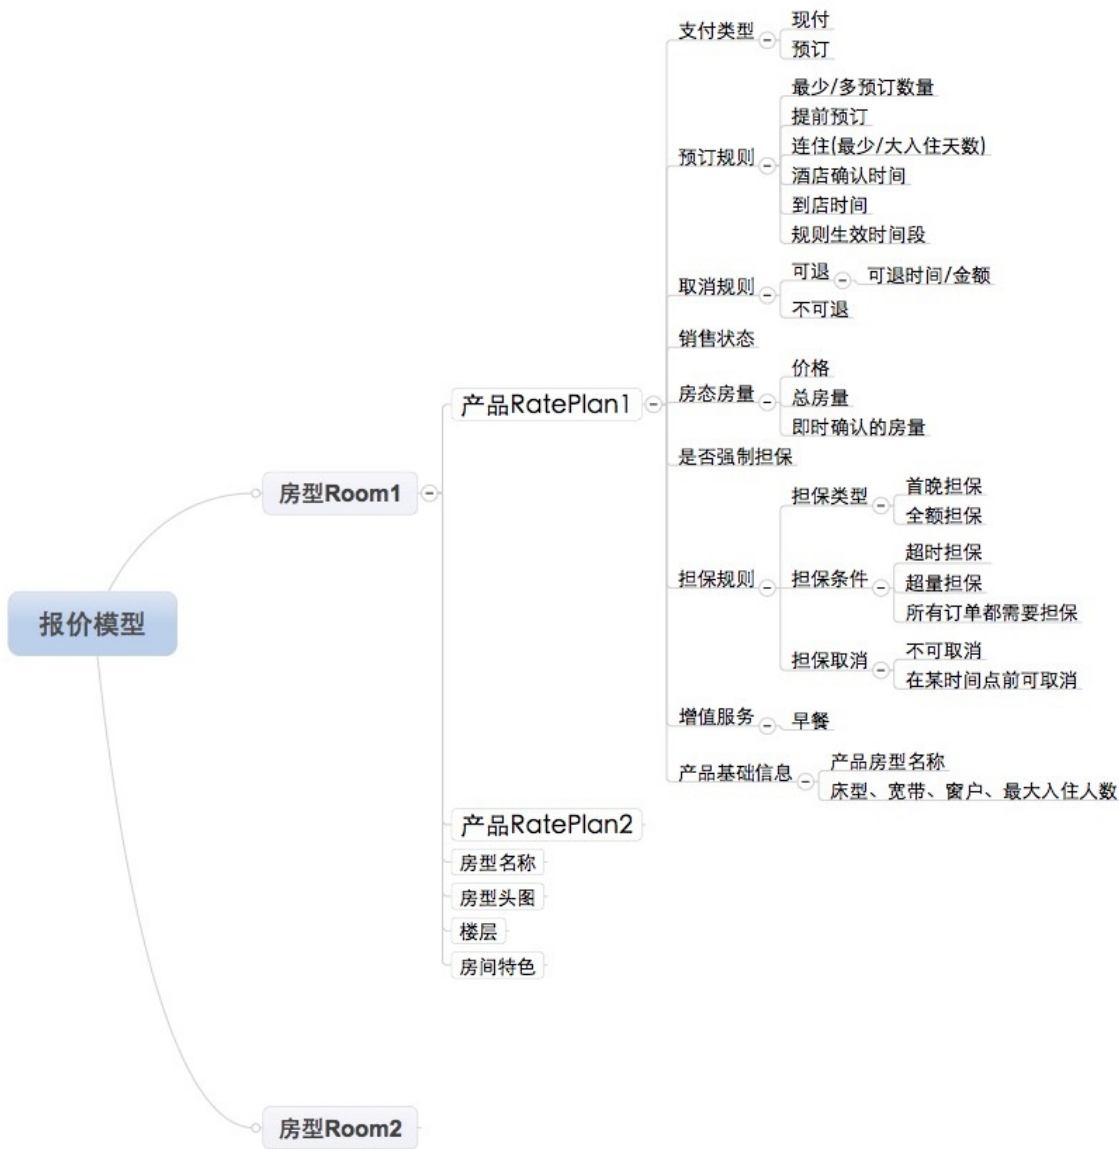 报价模型
房型Room1
产品RatePlan1
支付类型
现付
预订
预订规则
最少/多预订数量
提前预订
连住(最少/大入住天数)
酒店确认时间
到店时间
规则生效时间段
取消规则
可退
可退时间/金额
不可退
销售状态
房态房量
价格
总房量
即时确认的房量
是否强制担保
担保规则
担保类型
首晚担保
全额担保
担保条件
超时担保
超量担保
所有订单都需要担保
担保取消
不可取消
在某时间点前可取消
增值服务
早餐
产品基础信息
产品房型名称
床型、宽带、窗户、最大入住人数
产品RatePlan2
房型名称
房型头图
楼层
房间特色
房型Room2